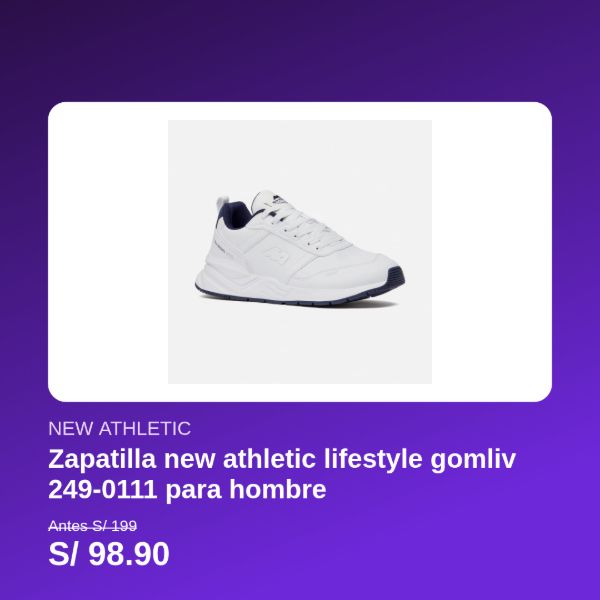 NEW ATHLETIC
Zapatilla new athletic lifestyle gomliv
249-0111 para hombre
Antes S/ 199
S/ 98.90